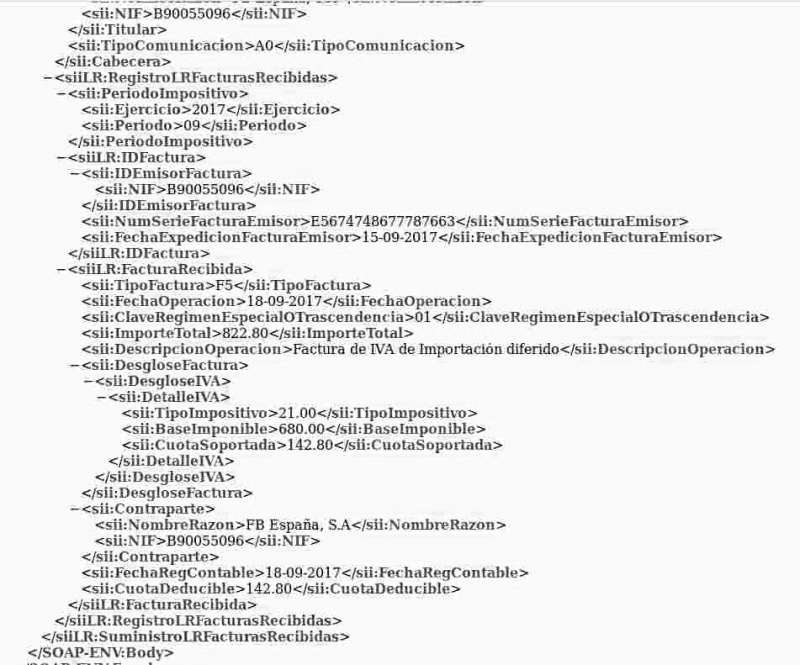 <sii:NIF>B90055096</sii:NIF>
</sii:Titular>
<sii:TipoComunicacion>A0</sii:TipoComunicacion>
</sii:Cabecera>
−<siiLR:RegistroLRFacturasRecibidas>
−<sii:PeriodoImpositivo>
<sii:Ejercicio>2017</sii:Ejercicio>
<sii:Periodo>09</sii:Periodo>
</sii:PeriodoImpositivo>
−<siiLR:IDFactura>
−<sii:IDEmisorFactura>
<sii:NIF>B90055096</sii:NIF>
</sii:IDEmisorFactura>
<sii:NumSerieFacturaEmisor>E5674748677787663</sii:NumSerieFacturaEmisor>
<sii:FechaExpedicionFacturaEmisor>15-09-2017</sii:FechaExpedicionFacturaEmisor>
</siiLR:IDFactura>
−<siiLR:FacturaRecibida>
<sii:TipoFactura>F5</sii:TipoFactura>
<sii:FechaOperacion>18-09-2017</sii:FechaOperacion>
<sii:ClaveRegimenEspecialOTrascendencia>01</sii:ClaveRegimenEspecialOTrascendencia>
<sii:ImporteTotal>822.80</sii:ImporteTotal>
<sii:DescripcionOperacion>Factura de IVA de Importación diferido</sii:DescripcionOperacion>
−<sii:DesgloseFactura>
−<sii:DesgloseIVA>
−<sii:DetalleIVA>
<sii:TipoImpositivo>21.00</sii:TipoImpositivo>
<sii:BaseImponible>680.00</sii:BaseImponible>
<sii:CuotaSoportada>142.80</sii:CuotaSoportada>
</sii:DetalleIVA>
</sii:DesgloseIVA>
</sii:DesgloseFactura>
−<sii:Contraparte>
<sii:NombreRazon>FB España, S.A</sii:NombreRazon>
<sii:NIF>B90055096</sii:NIF>
</sii:Contraparte>
<sii:FechaRegContable>18-09-2017</sii:FechaRegContable>
<sii:CuotaDeducible>142.80</sii:CuotaDeducible>
</siiLR:FacturaRecibida>
</siiLR:RegistroLRFacturasRecibidas>
</siiLR:SuministroLRFacturasRecibidas>
</SOAP-ENV:Body>